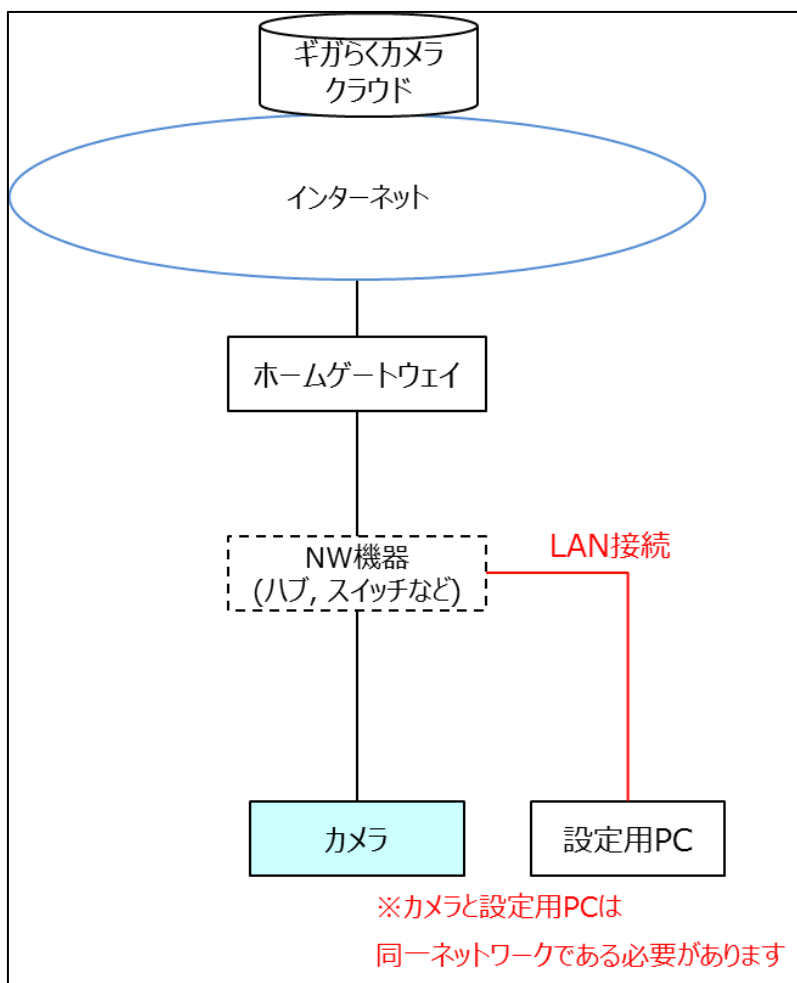 ギガらくカメラ
クラウド
インターネット
ホームゲートウェイ
NW機器
(ハブ, スイッチなど)
LAN接続
カメラ
設定用PC
※カメラと設定用PCは
同一ネットワークである必要があります